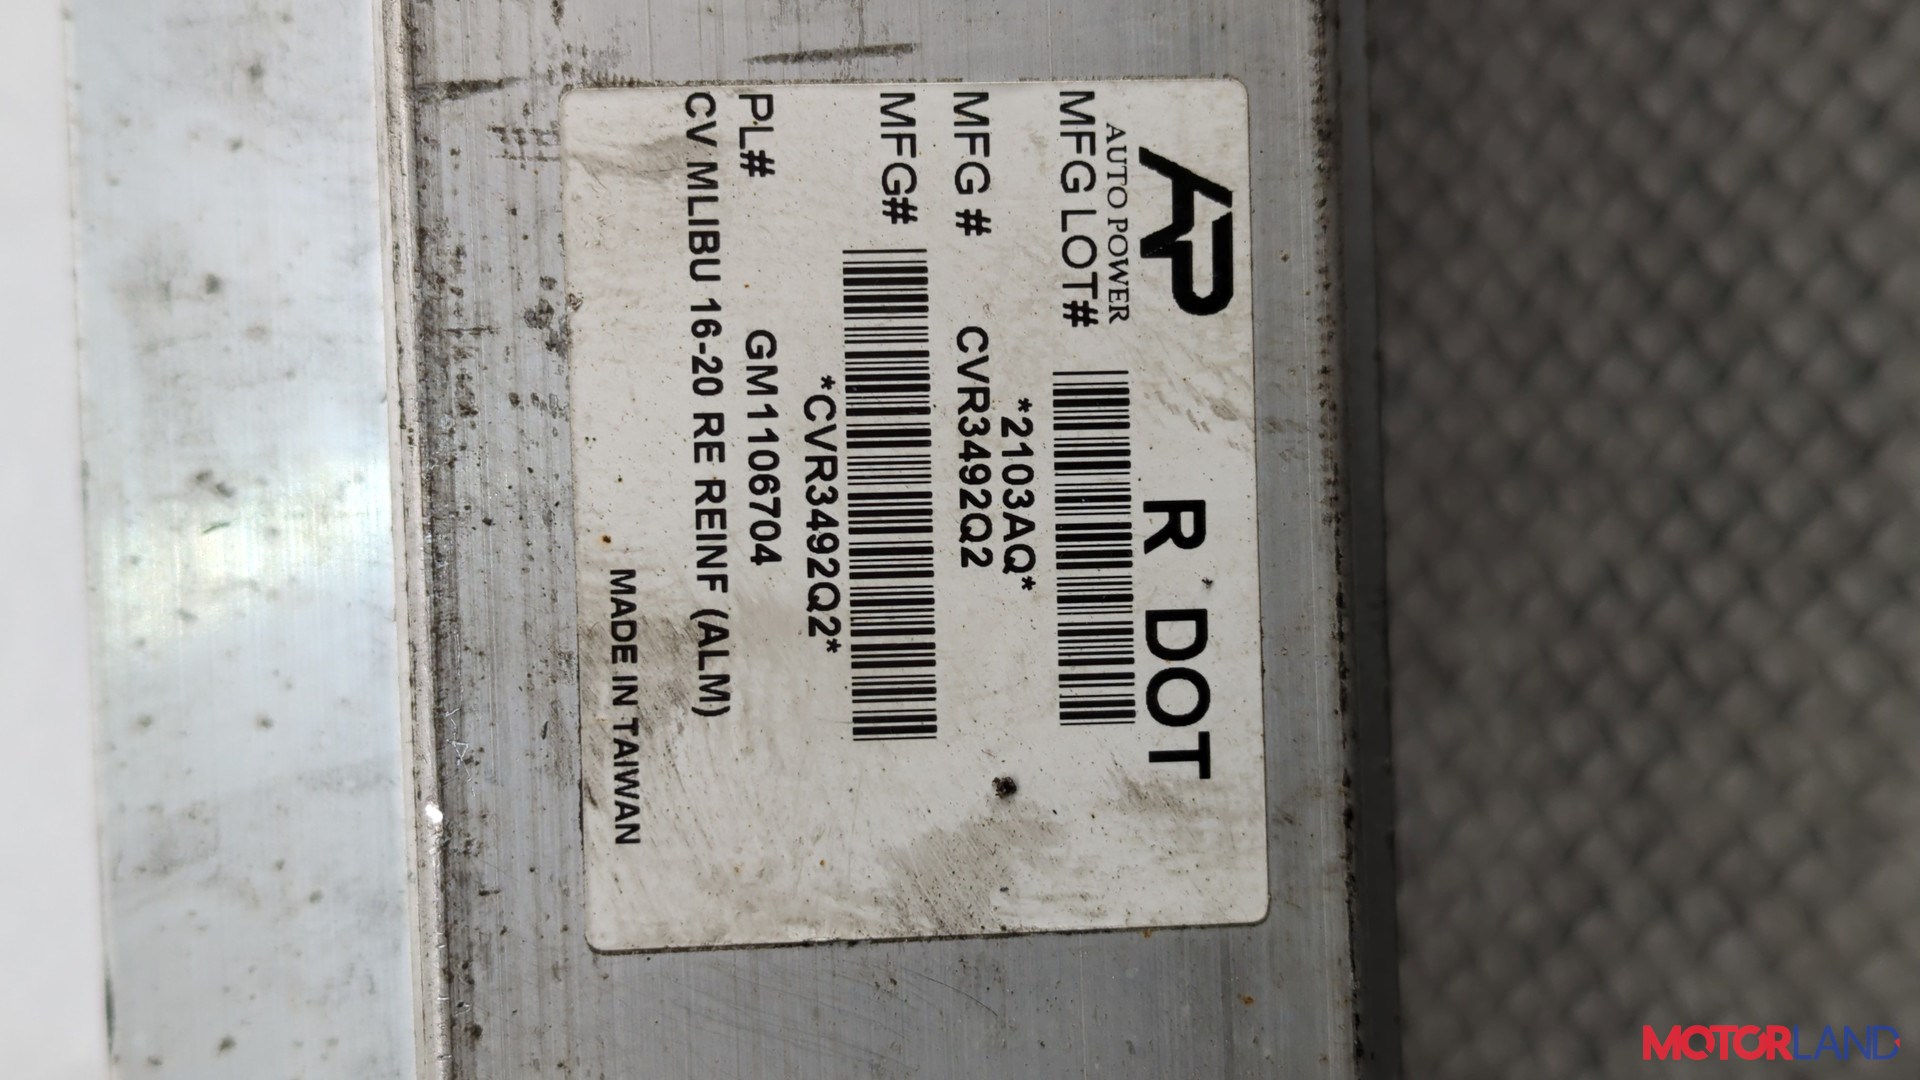 AP R DOT
AUTO POWER
MFG LOT#
*2103AQ*
MFG # CVR3492Q2
MFG#
*CVR3492Q2*
PL# GM1106704
CV MLIBU 16-20 RE REINF (ALM)
MADE IN TAIWAN
MOTORLAND